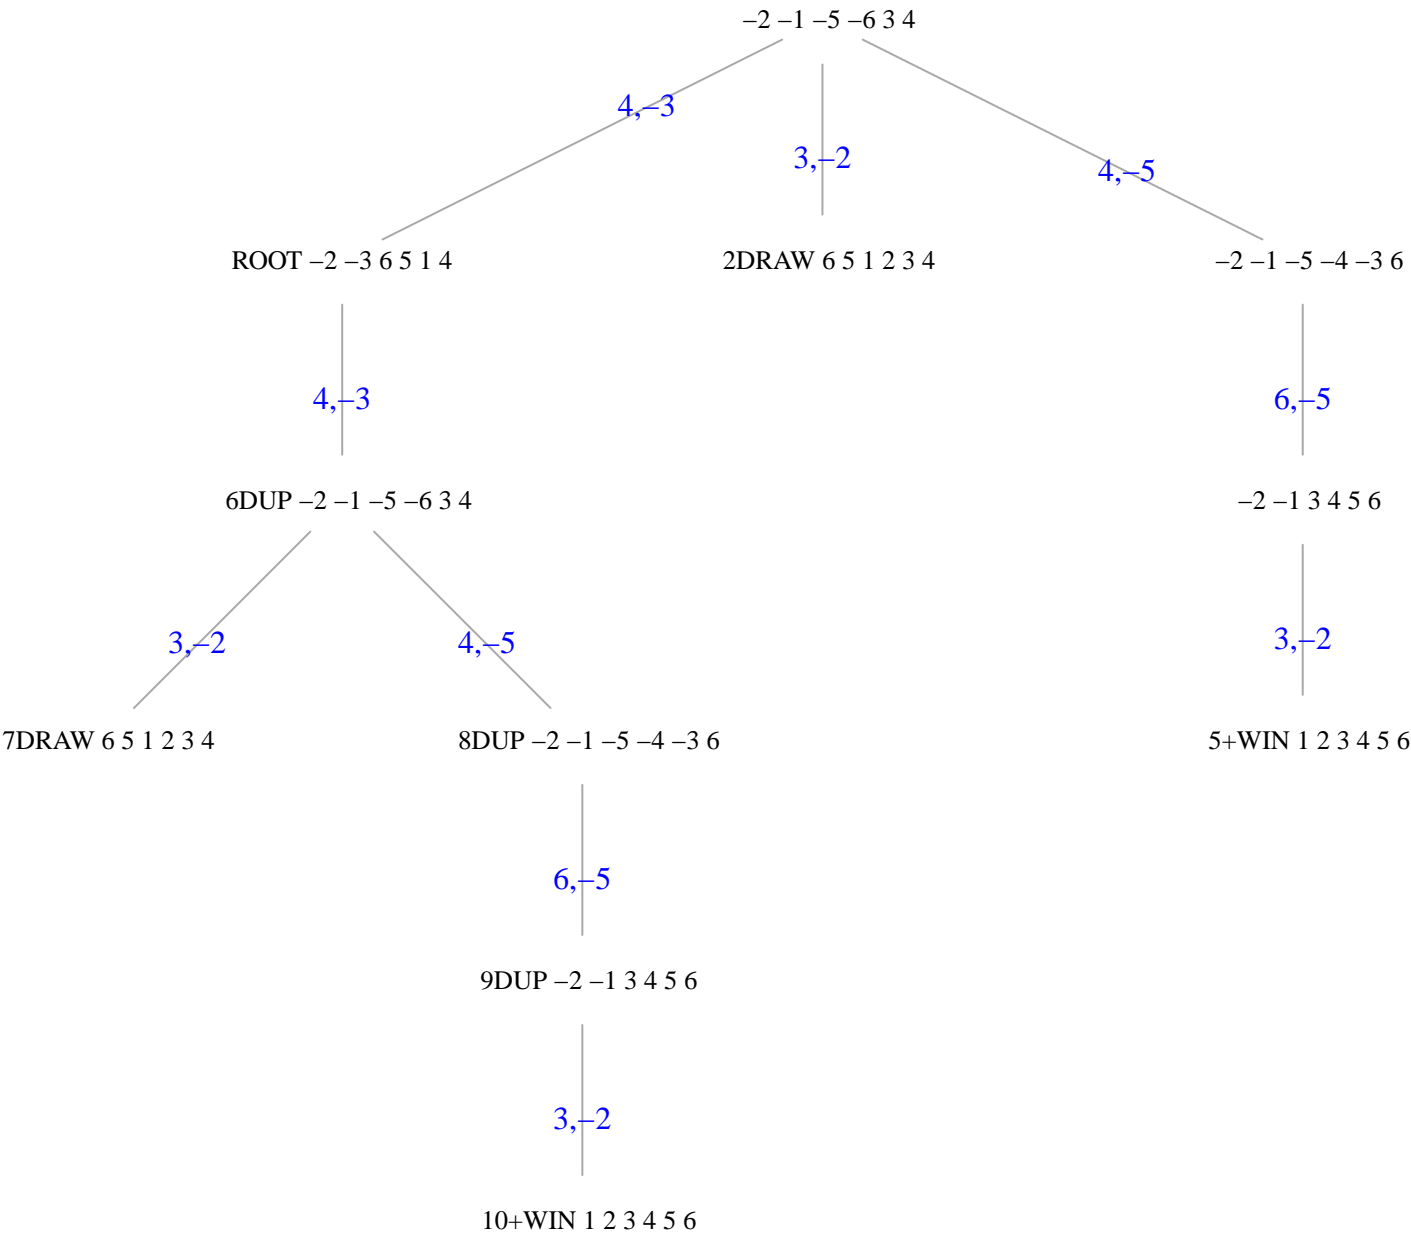 –2 –1 –5 –6 3 4
4,–3
3,–2
4,–5
ROOT –2 –3 6 5 1 4
2DRAW 6 5 1 2 3 4
–2 –1 –5 –4 –3 6
4,–3
6,–5
6DUP –2 –1 –5 –6 3 4
–2 –1 3 4 5 6
3,–2
4,–5
3,–2
7DRAW 6 5 1 2 3 4
8DUP –2 –1 –5 –4 –3 6
5+WIN 1 2 3 4 5 6
6,–5
9DUP –2 –1 3 4 5 6
3,–2
10+WIN 1 2 3 4 5 6